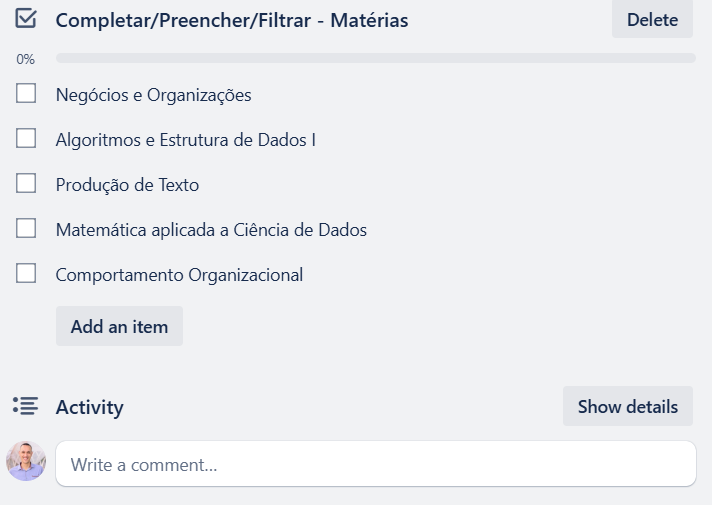 Completar/Preencher/Filtrar - Matérias
Delete
0%
Negócios e Organizações
Algoritmos e Estrutura de Dados I
Produção de Texto
Matemática aplicada a Ciência de Dados
Comportamento Organizacional
Add an item
Activity
Show details
Write a comment...